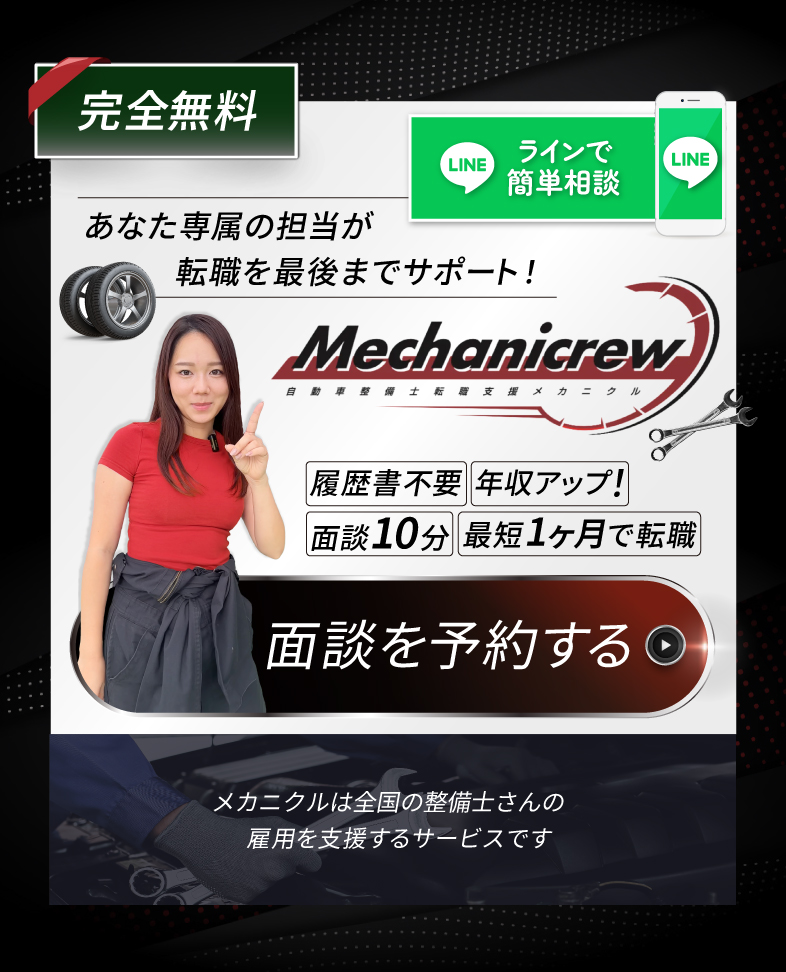 完全無料
LINE
ラインで
簡単相談
LINE
あなた専属の担当が
転職を最後までサポート！
Mechanicrew
自動車整備士転職支援メカニクル
履歴書不要 年収アップ!
面談10分 最短1ヶ月で転職
面談を予約する
メカニクルは全国の整備士さんの
雇用を支援するサービスです